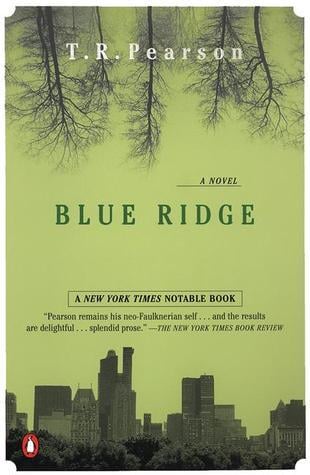 T. R. Pearson
A NOVEL
BLUE RIDGE
A NEW YORK TIMES NOTABLE BOOK
"Pearson remains his neo-Faulknerian self . . . and the results
are delightful . . . splendid prose." —THE NEW YORK TIMES BOOK REVIEW